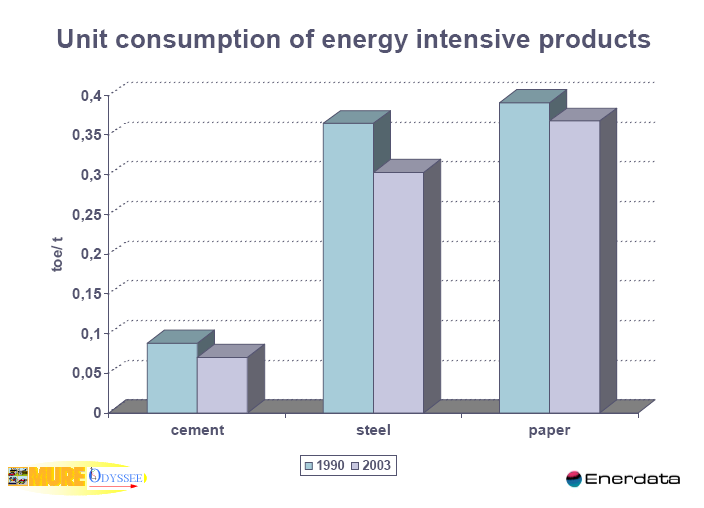 Unit consumption of energy intensive products
0,4
0,35
0,3
0,25
0,2
0,15
0,1
0,05
0
toe/ t
cement steel paper
1990 2003
MURE ODYSSEE
Enerdata